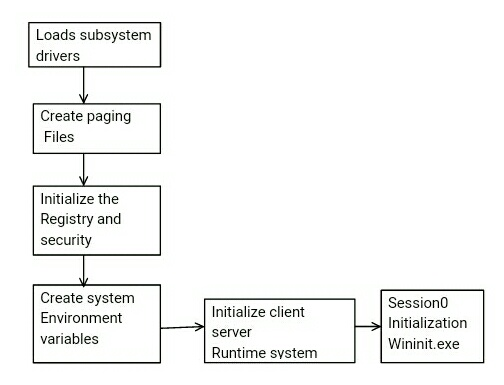 Loads subsystem
drivers
Create paging
Files
Initialize the
Registry and
security
Create system
Environment
variables
Initialize client
server
Runtime system
Session0
Initialization
Wininit.exe